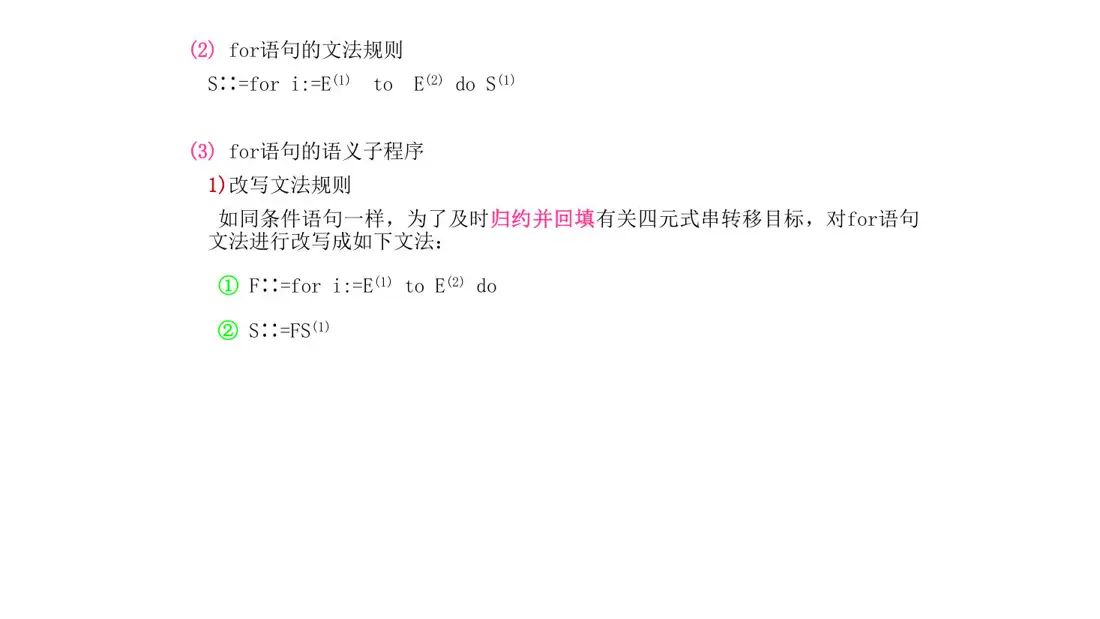 (2) for语句的文法规则
S∷=for i:=E⁽¹⁾ to E⁽²⁾ do S⁽¹⁾
(3) for语句的语义子程序
1)改写文法规则
如同条件语句一样，为了及时归约并回填有关四元式串转移目标，对for语句
文法进行改写成如下文法：
① F∷=for i:=E⁽¹⁾ to E⁽²⁾ do
② S∷=FS⁽¹⁾